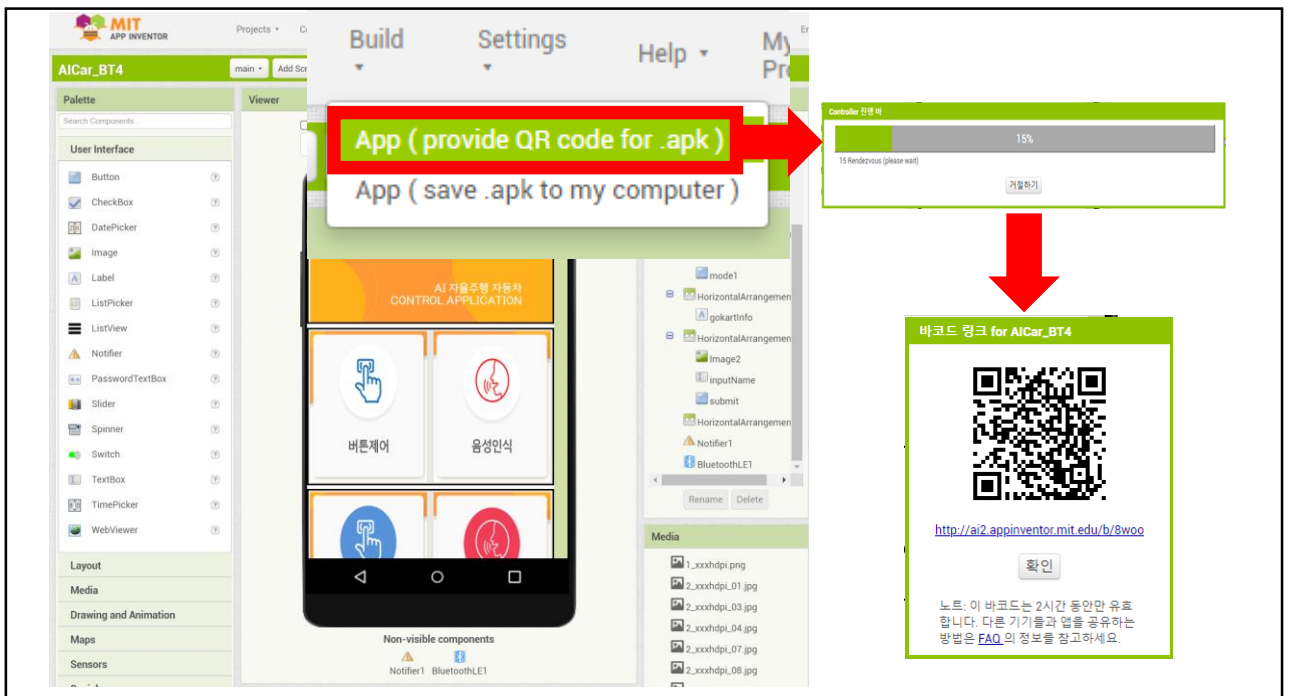 MIT
APP INVENTOR
Projects
AICar_BT4
main
Palette
Search Components...
User Interface
Button
CheckBox
DatePicker
Image
Label
ListPicker
ListView
Notifier
PasswordTextBox
Slider
Spinner
Switch
TextBox
TimePicker
WebViewer
Layout
Media
Drawing and Animation
Maps
Sensors
Viewer
Build
Settings
Help
App ( provide QR code for .apk )
App ( save .apk to my computer )
AI 자율주행 자동차
CONTROL APPLICATION
버튼제어
음성인식
Non-visible components
Notifier1
BluetoothLE1
mode1
HorizontalArrangemen
gokartInfo
HorizontalArrangemen
Image2
inputName
submit
HorizontalArrangemen
Notifier1
BluetoothLE1
Rename
Delete
Media
1_xxxhdpi.png
2_xxxhdpi_01.jpg
2_xxxhdpi_03.jpg
2_xxxhdpi_04.jpg
2_xxxhdpi_07.jpg
2_xxxhdpi_08.jpg
Controller 진행 바
15%
15 Rendezvous (please wait)
거절하기
바코드 링크 for AICar_BT4
http://ai2.appinventor.mit.edu/b/8woo
확인
노트: 이 바코드는 2시간 동안만 유효
합니다. 다른 기기들과 앱을 공유하는
방법은 FAQ 의 정보를 참고하세요.